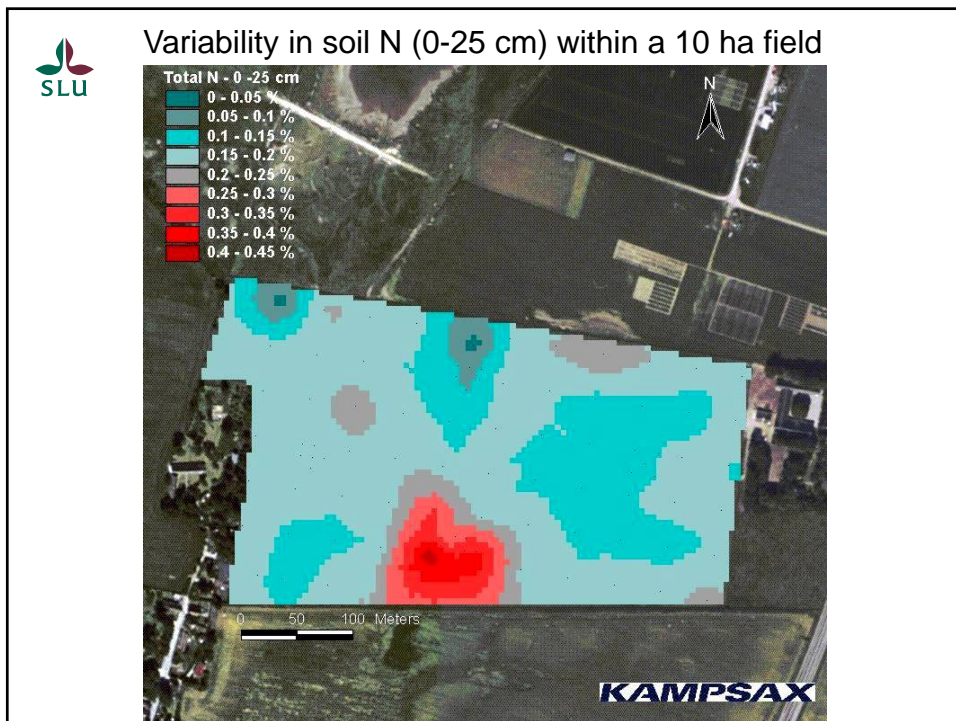 Variability in soil N (0-25 cm) within a 10 ha field
SLU
Total N - 0 -25 cm
0 - 0.05 %
0.05 - 0.1 %
0.1 - 0.15 %
0.15 - 0.2 %
0.2 - 0.25 %
0.25 - 0.3 %
0.3 - 0.35 %
0.35 - 0.4 %
0.4 - 0.45 %
N
0 50 100 Meters
KAMPSAX